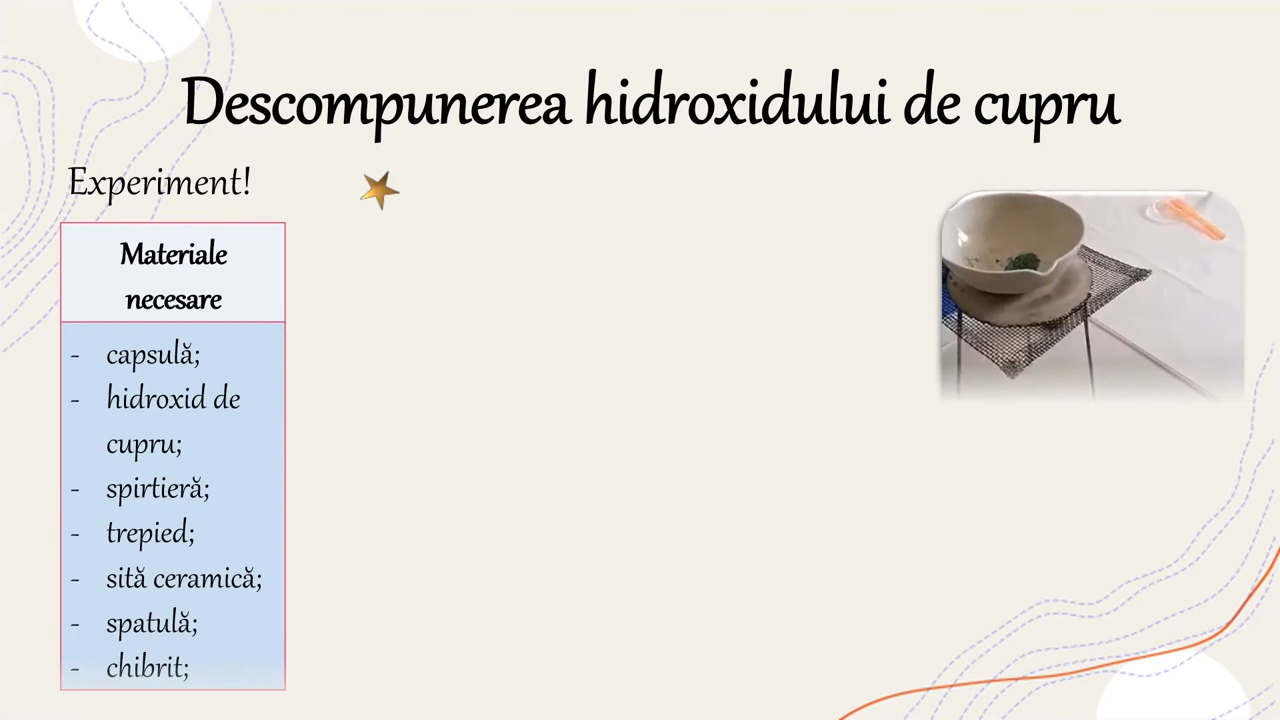 Descompunerea hidroxidului de cupru
Experiment!
Materiale
necesare
- capsulă;
- hidroxid de
cupru;
- spirtieră;
- trepied;
- sită ceramică;
- spatulă;
- chibrit;